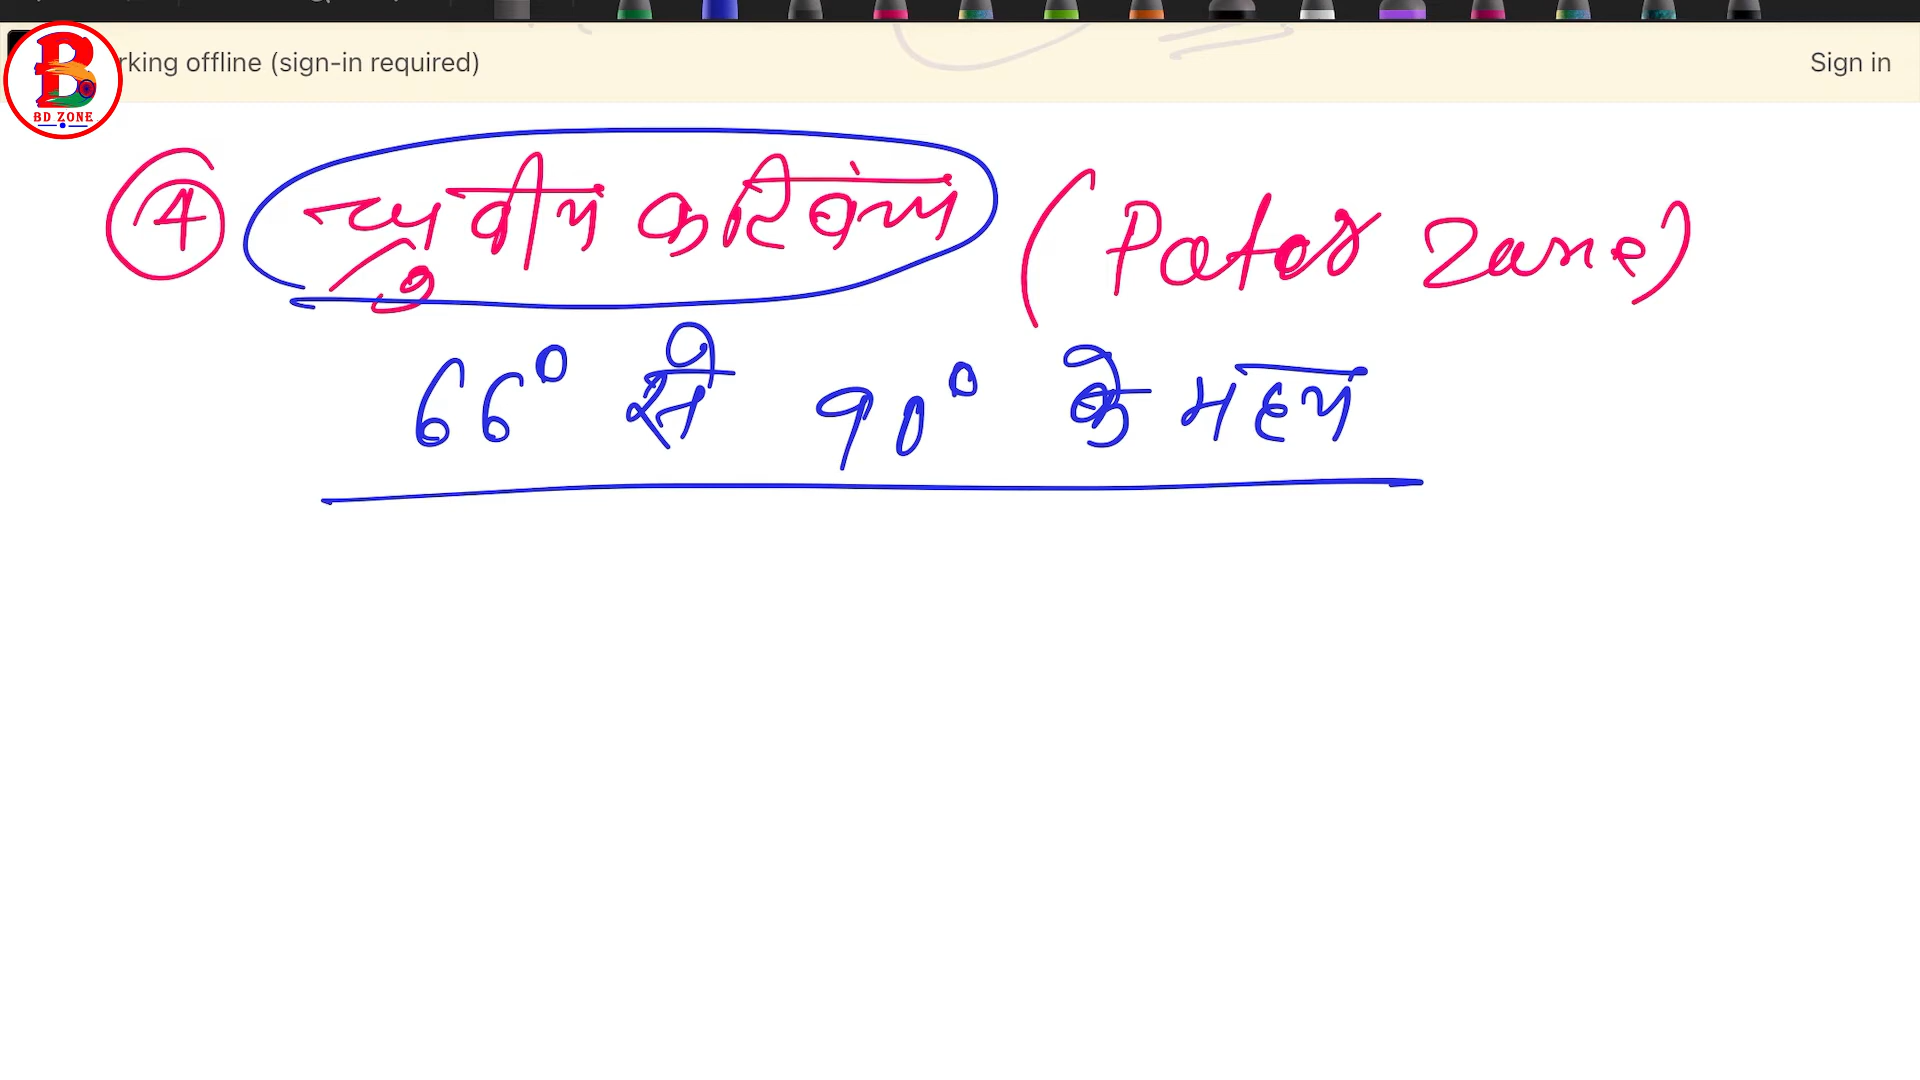 BD ZONE
rking offline (sign-in required)
Sign in
④ ध्रुवीय कटिबंध (Polar Zone)
66° से 90° के मध्य